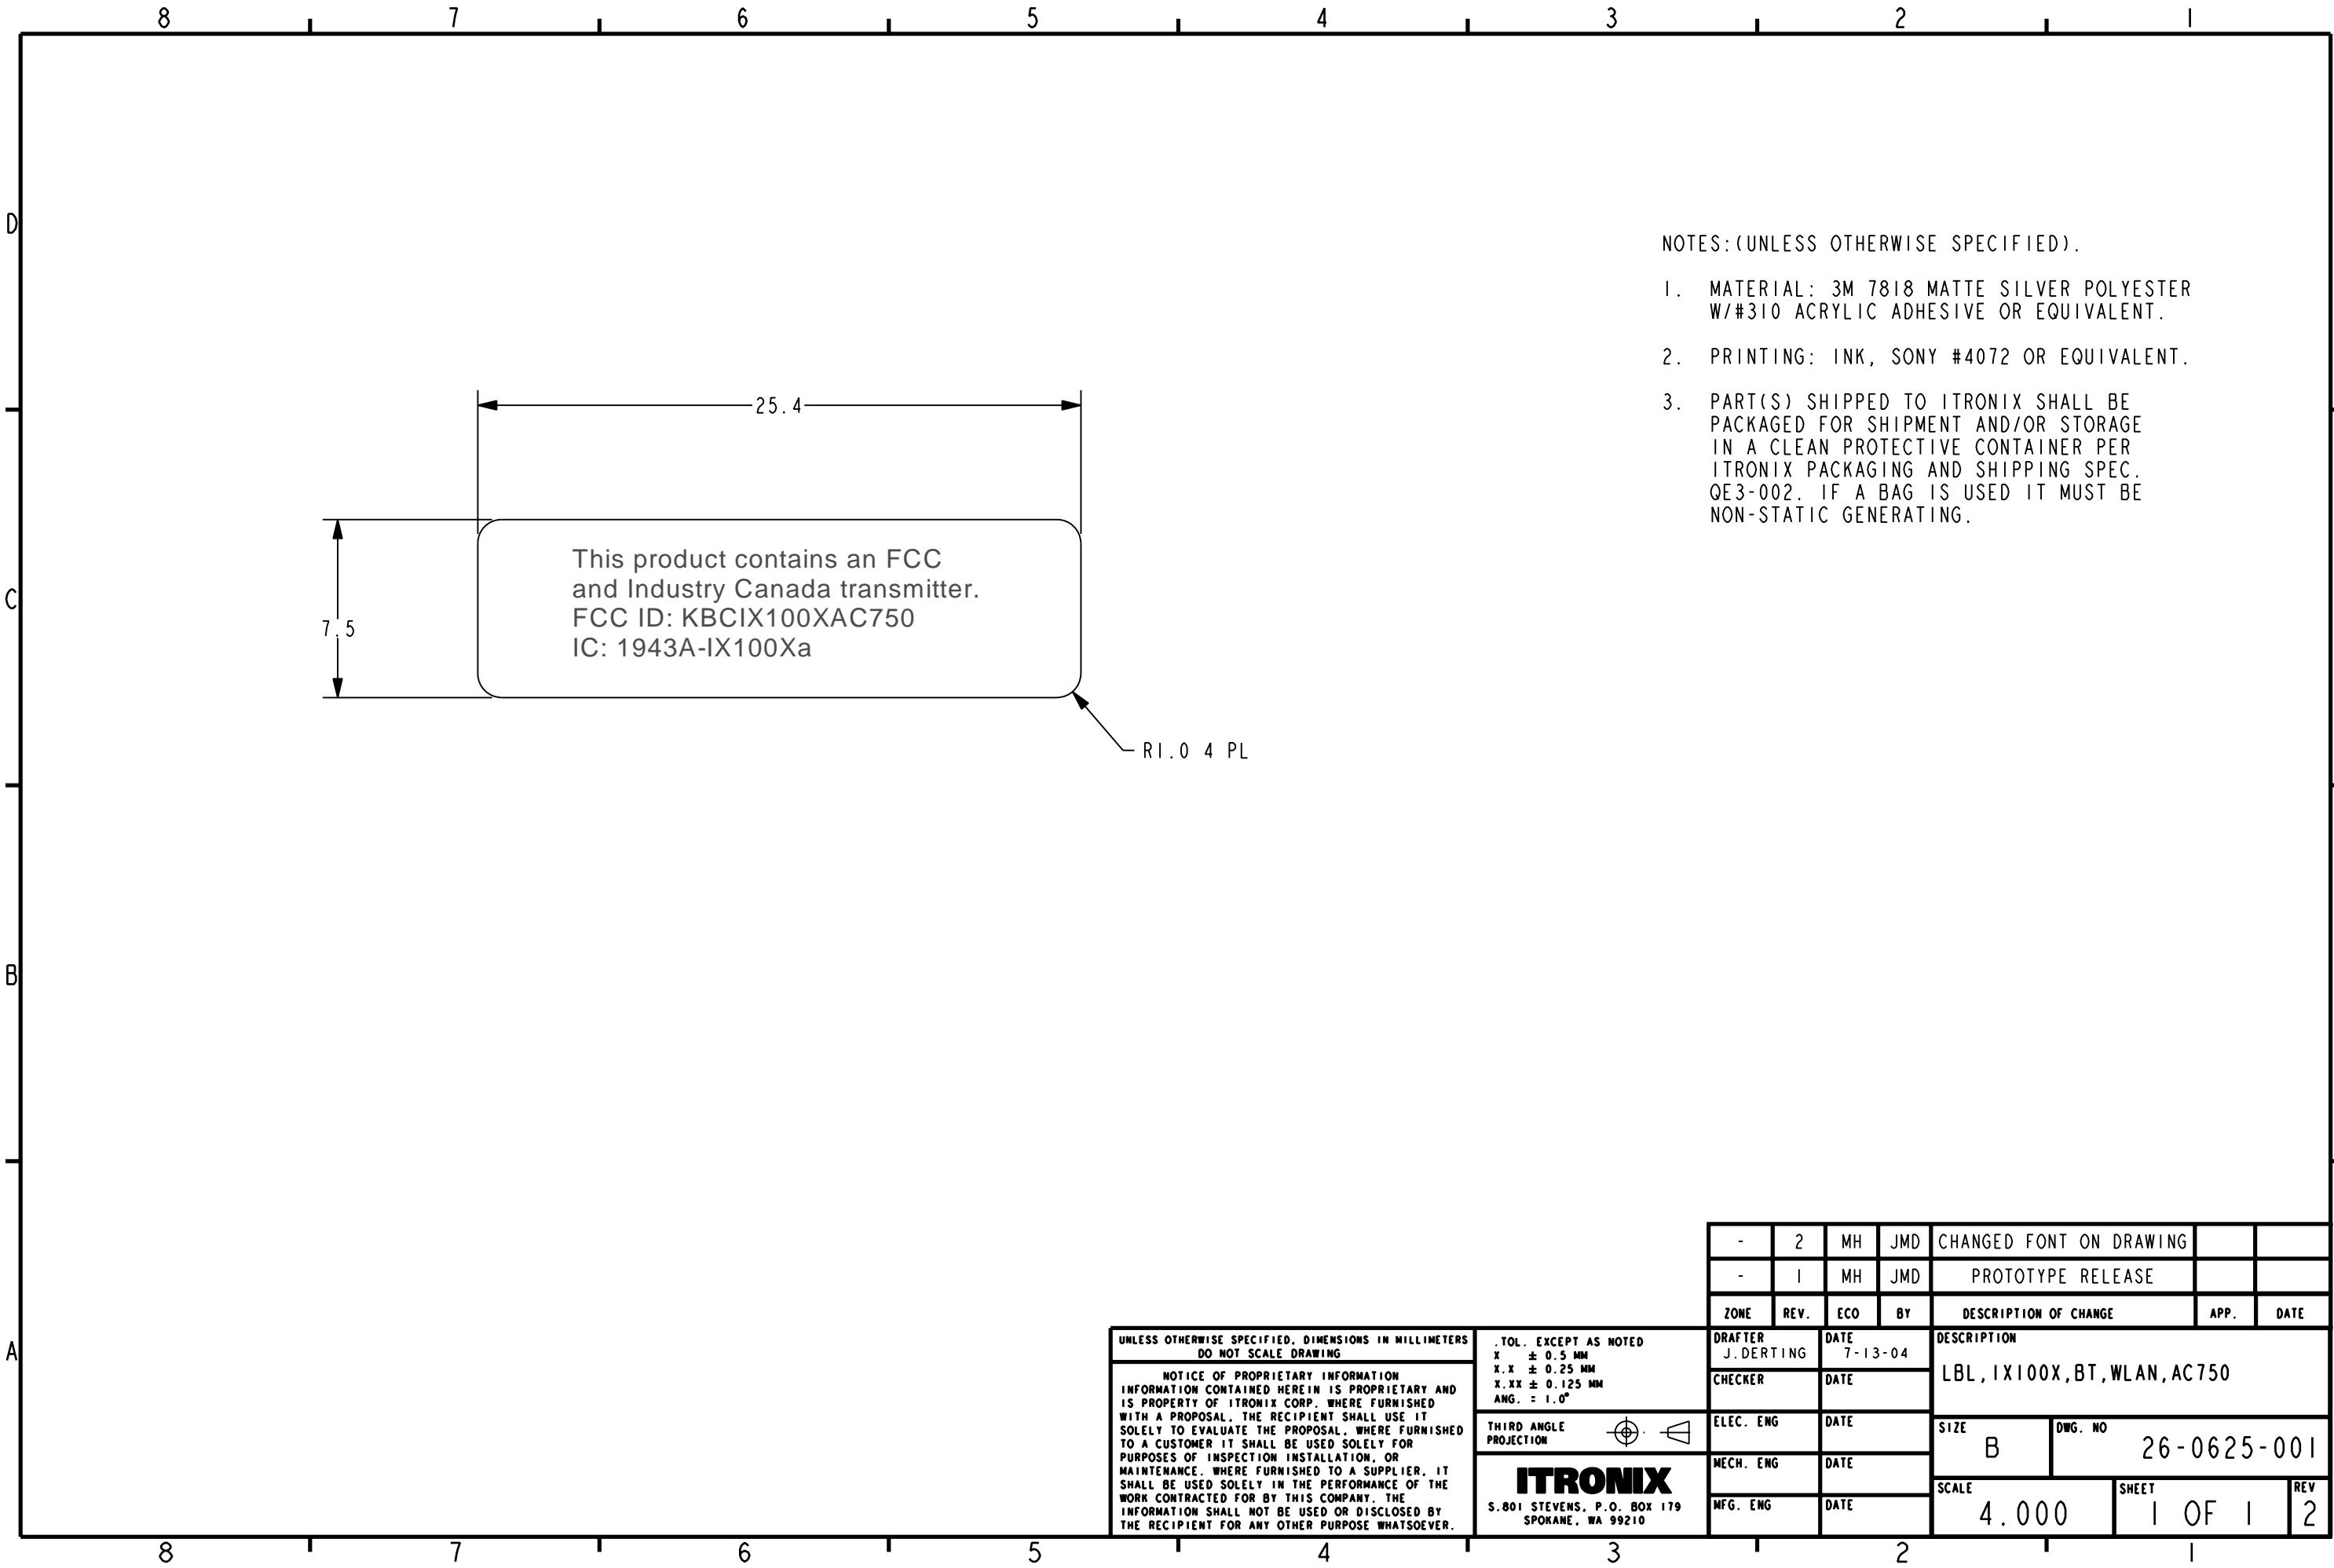 8 7 6 5 4 3 2 1
D
C
B
A
NOTES:(UNLESS OTHERWISE SPECIFIED).
1. MATERIAL: 3M 7818 MATTE SILVER POLYESTER
W/#310 ACRYLIC ADHESIVE OR EQUIVALENT.
2. PRINTING: INK, SONY #4072 OR EQUIVALENT.
3. PART(S) SHIPPED TO ITRONIX SHALL BE
PACKAGED FOR SHIPMENT AND/OR STORAGE
IN A CLEAN PROTECTIVE CONTAINER PER
ITRONIX PACKAGING AND SHIPPING SPEC.
QE3-002. IF A BAG IS USED IT MUST BE
NON-STATIC GENERATING.
25.4
7.5
This product contains an FCC
and Industry Canada transmitter.
FCC ID: KBCIX100XAC750
IC: 1943A-IX100Xa
R1.0 4 PL
- 2 MH JMD CHANGED FONT ON DRAWING
- 1 MH JMD PROTOTYPE RELEASE
ZONE REV. ECO BY DESCRIPTION OF CHANGE APP. DATE
UNLESS OTHERWISE SPECIFIED, DIMENSIONS IN MILLIMETERS
DO NOT SCALE DRAWING
NOTICE OF PROPRIETARY INFORMATION
INFORMATION CONTAINED HEREIN IS PROPRIETARY AND
IS PROPERTY OF ITRONIX CORP. WHERE FURNISHED
WITH A PROPOSAL, THE RECIPIENT SHALL USE IT
SOLELY TO EVALUATE THE PROPOSAL, WHERE FURNISHED
TO A CUSTOMER IT SHALL BE USED SOLELY FOR
PURPOSES OF INSPECTION INSTALLATION, OR
MAINTENANCE. WHERE FURNISHED TO A SUPPLIER, IT
SHALL BE USED SOLELY IN THE PERFORMANCE OF THE
WORK CONTRACTED FOR BY THIS COMPANY. THE
INFORMATION SHALL NOT BE USED OR DISCLOSED BY
THE RECIPIENT FOR ANY OTHER PURPOSE WHATSOEVER.
.TOL. EXCEPT AS NOTED
X ± 0.5 MM
X.X ± 0.25 MM
X.XX ± 0.125 MM
ANG. = 1.0°
THIRD ANGLE
PROJECTION
ITRONIX
S.801 STEVENS, P.O. BOX 179
SPOKANE, WA 99210
DRAFTER DATE
J.DERTING 7-13-04
CHECKER DATE
ELEC. ENG DATE
MECH. ENG DATE
MFG. ENG DATE
DESCRIPTION
LBL,IX100X,BT,WLAN,AC750
SIZE DWG. NO
B 26-0625-001
SCALE SHEET REV
4.000 1 OF 1 2
8 7 6 5 4 3 2 1